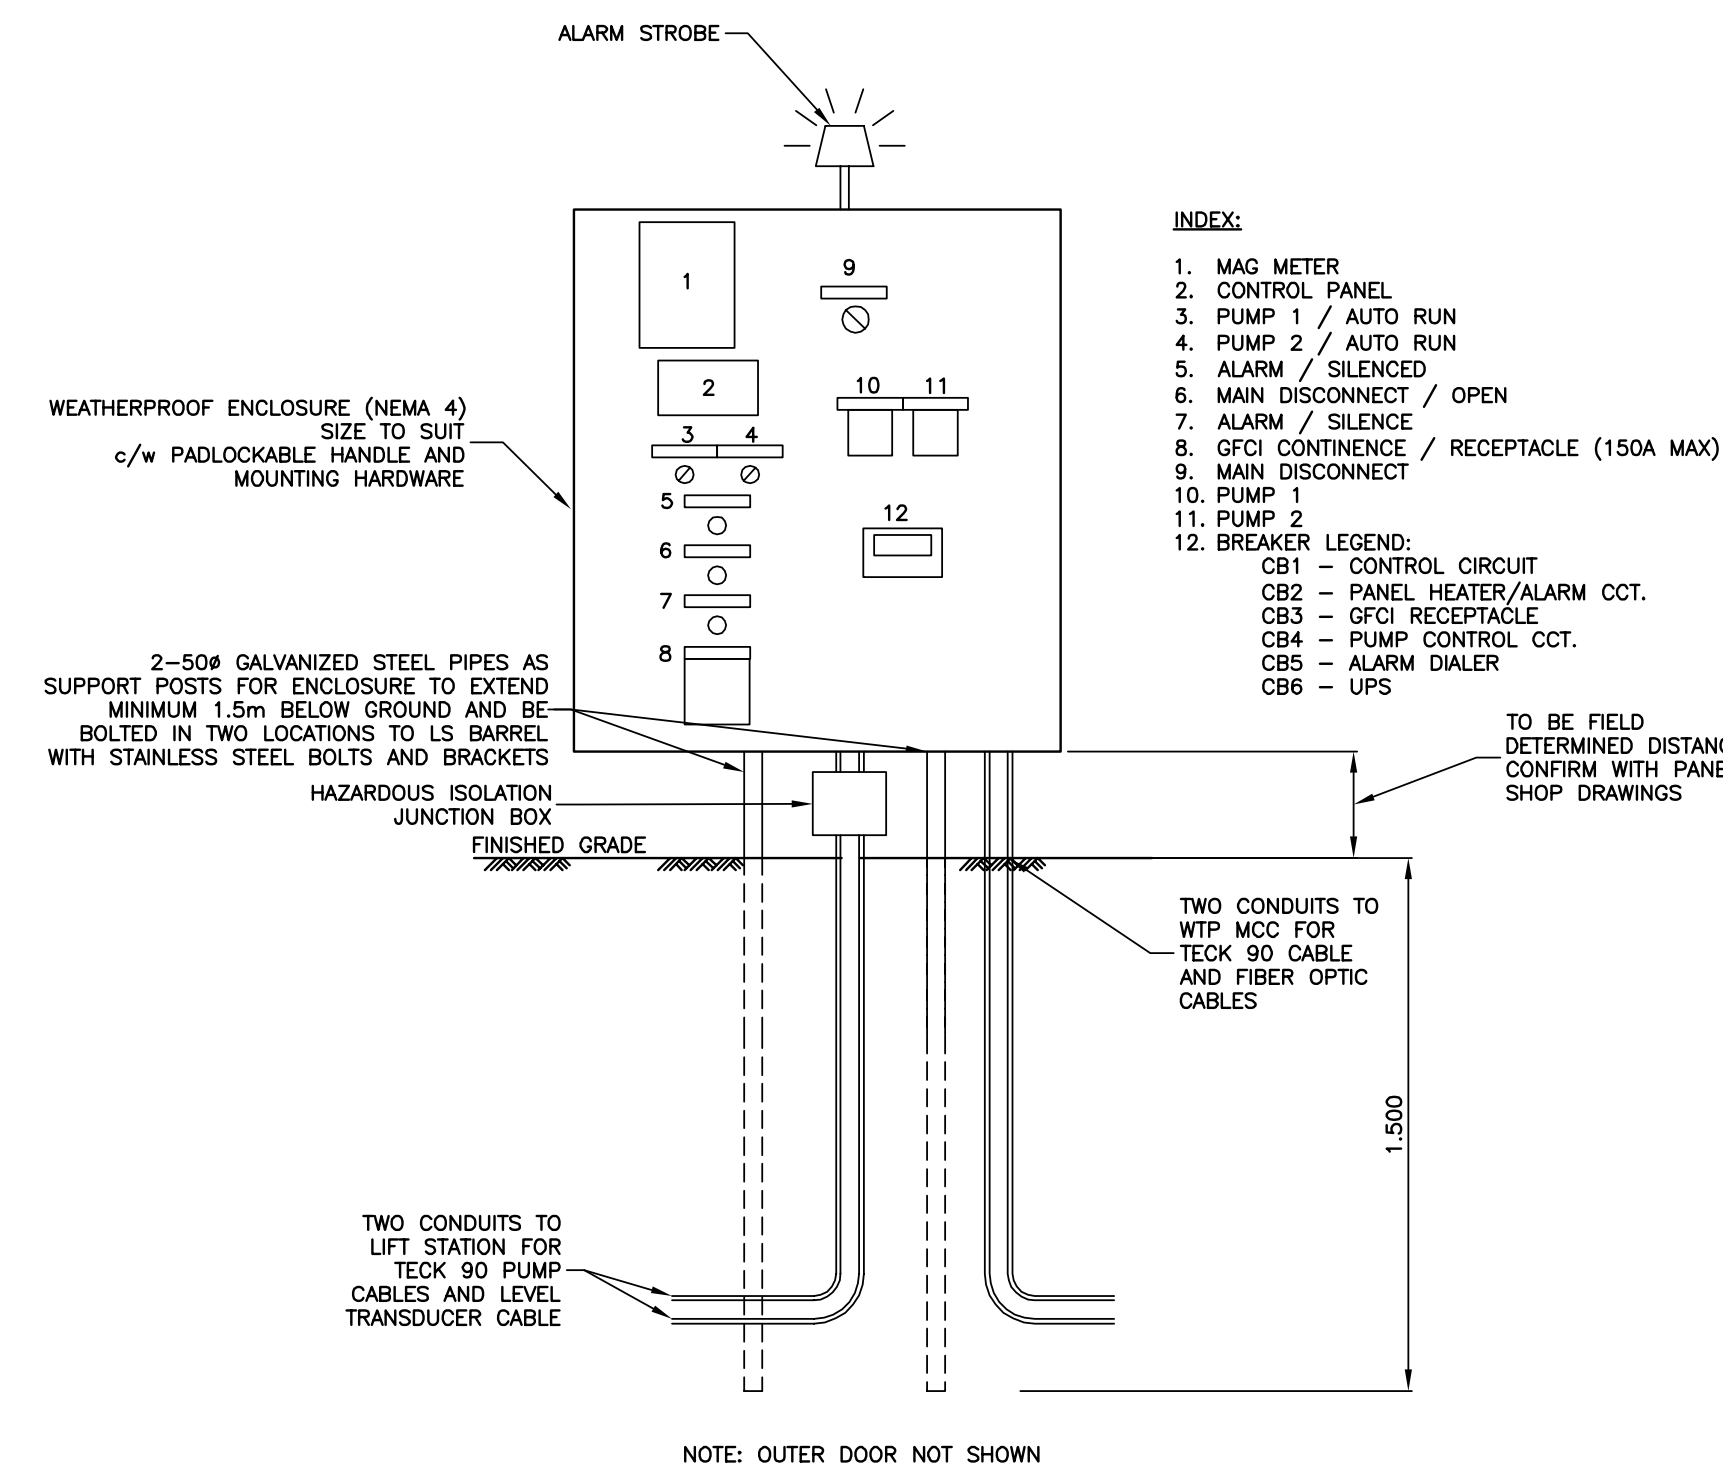 ALARM STROBE
INDEX:
1. MAG METER
2. CONTROL PANEL
3. PUMP 1 / AUTO RUN
4. PUMP 2 / AUTO RUN
5. ALARM / SILENCED
6. MAIN DISCONNECT / OPEN
7. ALARM / SILENCE
8. GFCI CONTINENCE / RECEPTACLE (150A MAX)
9. MAIN DISCONNECT
10. PUMP 1
11. PUMP 2
12. BREAKER LEGEND:
CB1 – CONTROL CIRCUIT
CB2 – PANEL HEATER/ALARM CCT.
CB3 – GFCI RECEPTACLE
CB4 – PUMP CONTROL CCT.
CB5 – ALARM DIALER
CB6 – UPS
1
9
2
10 11
3 4
5
12
6
7
8
WEATHERPROOF ENCLOSURE (NEMA 4)
SIZE TO SUIT
c/w PADLOCKABLE HANDLE AND
MOUNTING HARDWARE
2–50ø GALVANIZED STEEL PIPES AS
SUPPORT POSTS FOR ENCLOSURE TO EXTEND
MINIMUM 1.5m BELOW GROUND AND BE
BOLTED IN TWO LOCATIONS TO LS BARREL
WITH STAINLESS STEEL BOLTS AND BRACKETS
HAZARDOUS ISOLATION
JUNCTION BOX
FINISHED GRADE
TO BE FIELD
DETERMINED
CONFIRM WITH
SHOP DRAWINGS
TWO CONDUITS TO
WTP MCC FOR
TECK 90 CABLE
AND FIBER OPTIC
CABLES
1.500
TWO CONDUITS TO
LIFT STATION FOR
TECK 90 PUMP
CABLES AND LEVEL
TRANSDUCER CABLE
NOTE: OUTER DOOR NOT SHOWN